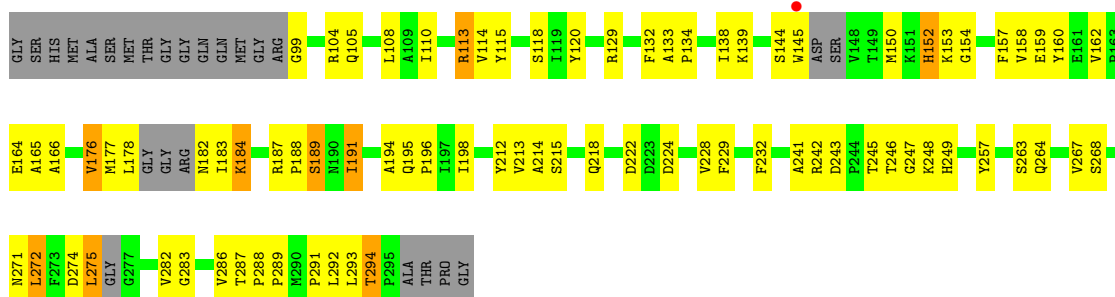 GLY SER HIS MET ALA SER MET THR GLY GLY GLN GLN MET GLY ARG G99 R104 Q105 L108 A109 I110 R113 V114 Y115 S118 I119 Y120 R129 F132 A133 P134 I138 K139 S144 W145 ASP SER V148 T149 M150 K151 H152 K153 G154 F157 V158 E159 Y160 E161 V162 P163
E164 A165 A166 V176 M177 L178 GLY GLY ARG N182 I183 K184 R187 P188 S189 N190 I191 A194 Q195 P196 I197 I198 Y212 V213 A214 S215 Q218 D222 D223 D224 V228 F229 F232 A241 R242 D243 P244 T245 T246 G247 K248 H249 Y257 S263 Q264 V267 S268
N271 L272 F273 D274 L275 GLY G277 V282 G283 V286 T287 P288 P289 M290 P291 L292 L293 T294 P295 ALA THR PRO GLY